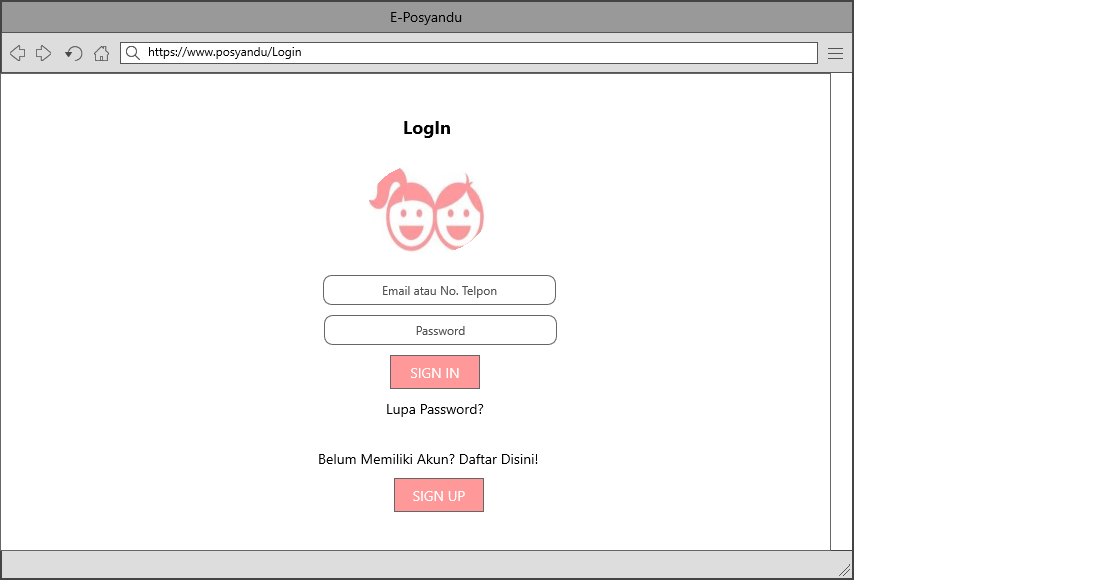 E-Posyandu
https://www.posyandu/Login
LogIn
Email atau No. Telpon
Password
SIGN IN
Lupa Password?
Belum Memiliki Akun? Daftar Disini!
SIGN UP